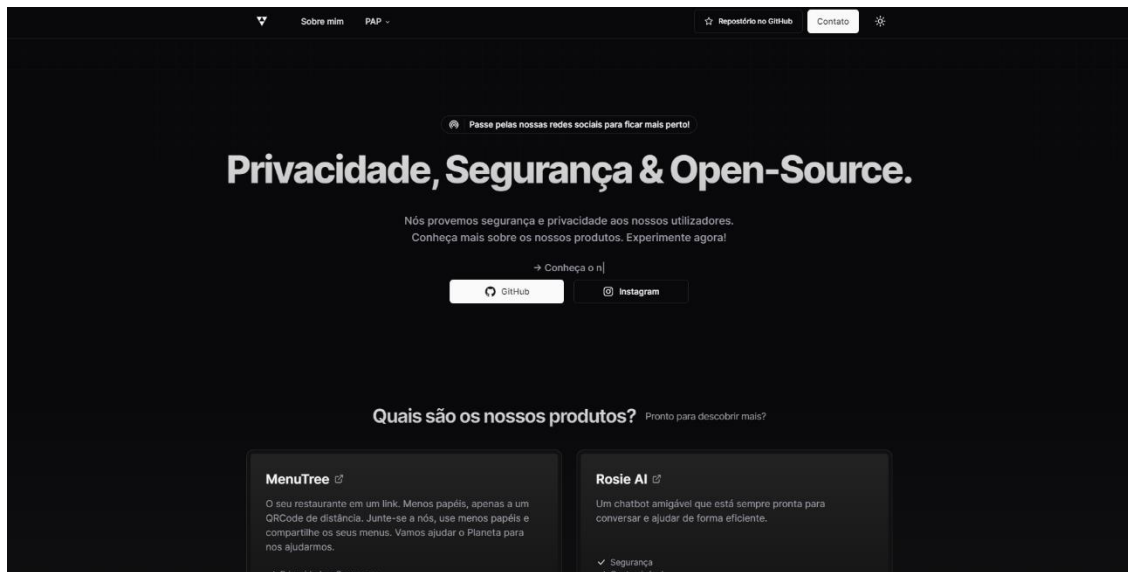 Sobre mim PAP
Repostório no GitHub Contato
Passe pelas nossas redes sociais para ficar mais perto!
Privacidade, Segurança & Open-Source.
Nós provemos segurança e privacidade aos nossos utilizadores.
Conheça mais sobre os nossos produtos. Experimente agora!
→ Conheça o n|
GitHub Instagram
Quais são os nossos produtos? Pronto para descobrir mais?
MenuTree
O seu restaurante em um link. Menos papéis, apenas a um
QRCode de distância. Junte-se a nós, use menos papéis e
compartilhe os seus menus. Vamos ajudar o Planeta para
nos ajudarmos.
Rosie AI
Um chatbot amigável que está sempre pronta para
conversar e ajudar de forma eficiente.
✓ Segurança